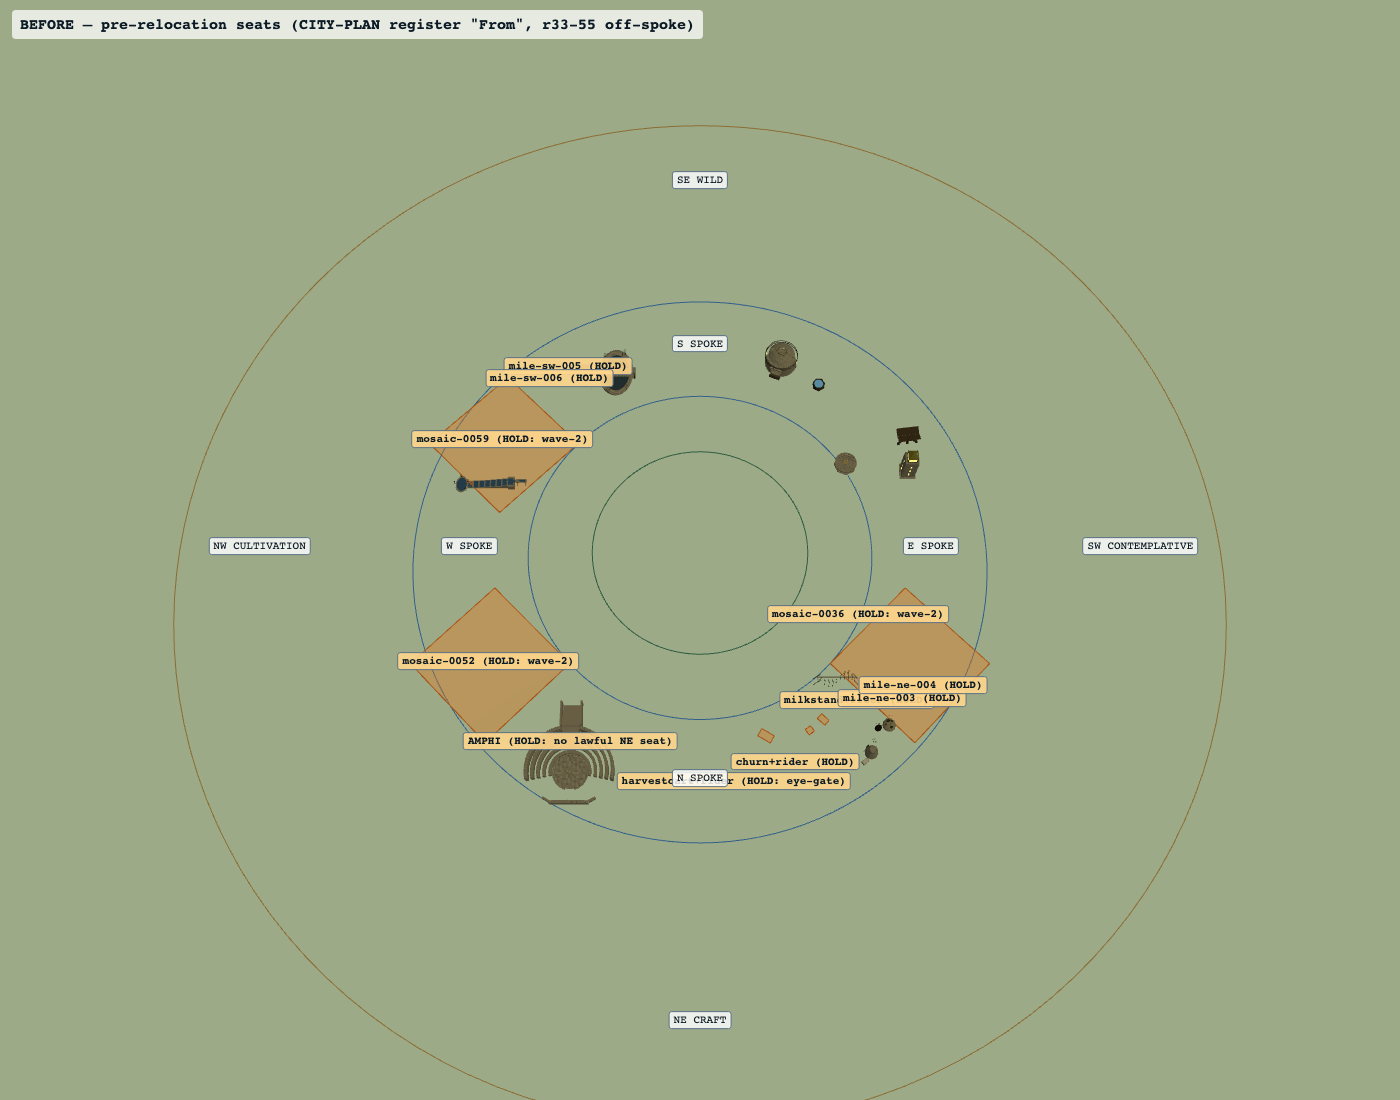 BEFORE — pre-relocation seats (CITY-PLAN register "From", r33-55 off-spoke)
SE WILD
S SPOKE
mile-sw-005 (HOLD)
mile-sw-006 (HOLD)
mosaic-0059 (HOLD: wave-2)
NW CULTIVATION
W SPOKE
E SPOKE
SW CONTEMPLATIVE
mosaic-0036 (HOLD: wave-2)
mosaic-0052 (HOLD: wave-2)
mile-ne-004 (HOLD)
mile-ne-003 (HOLD)
AMPHI (HOLD: no lawful NE seat)
churn+rider (HOLD)
N SPOKE
(HOLD: eye-gate)
NE CRAFT